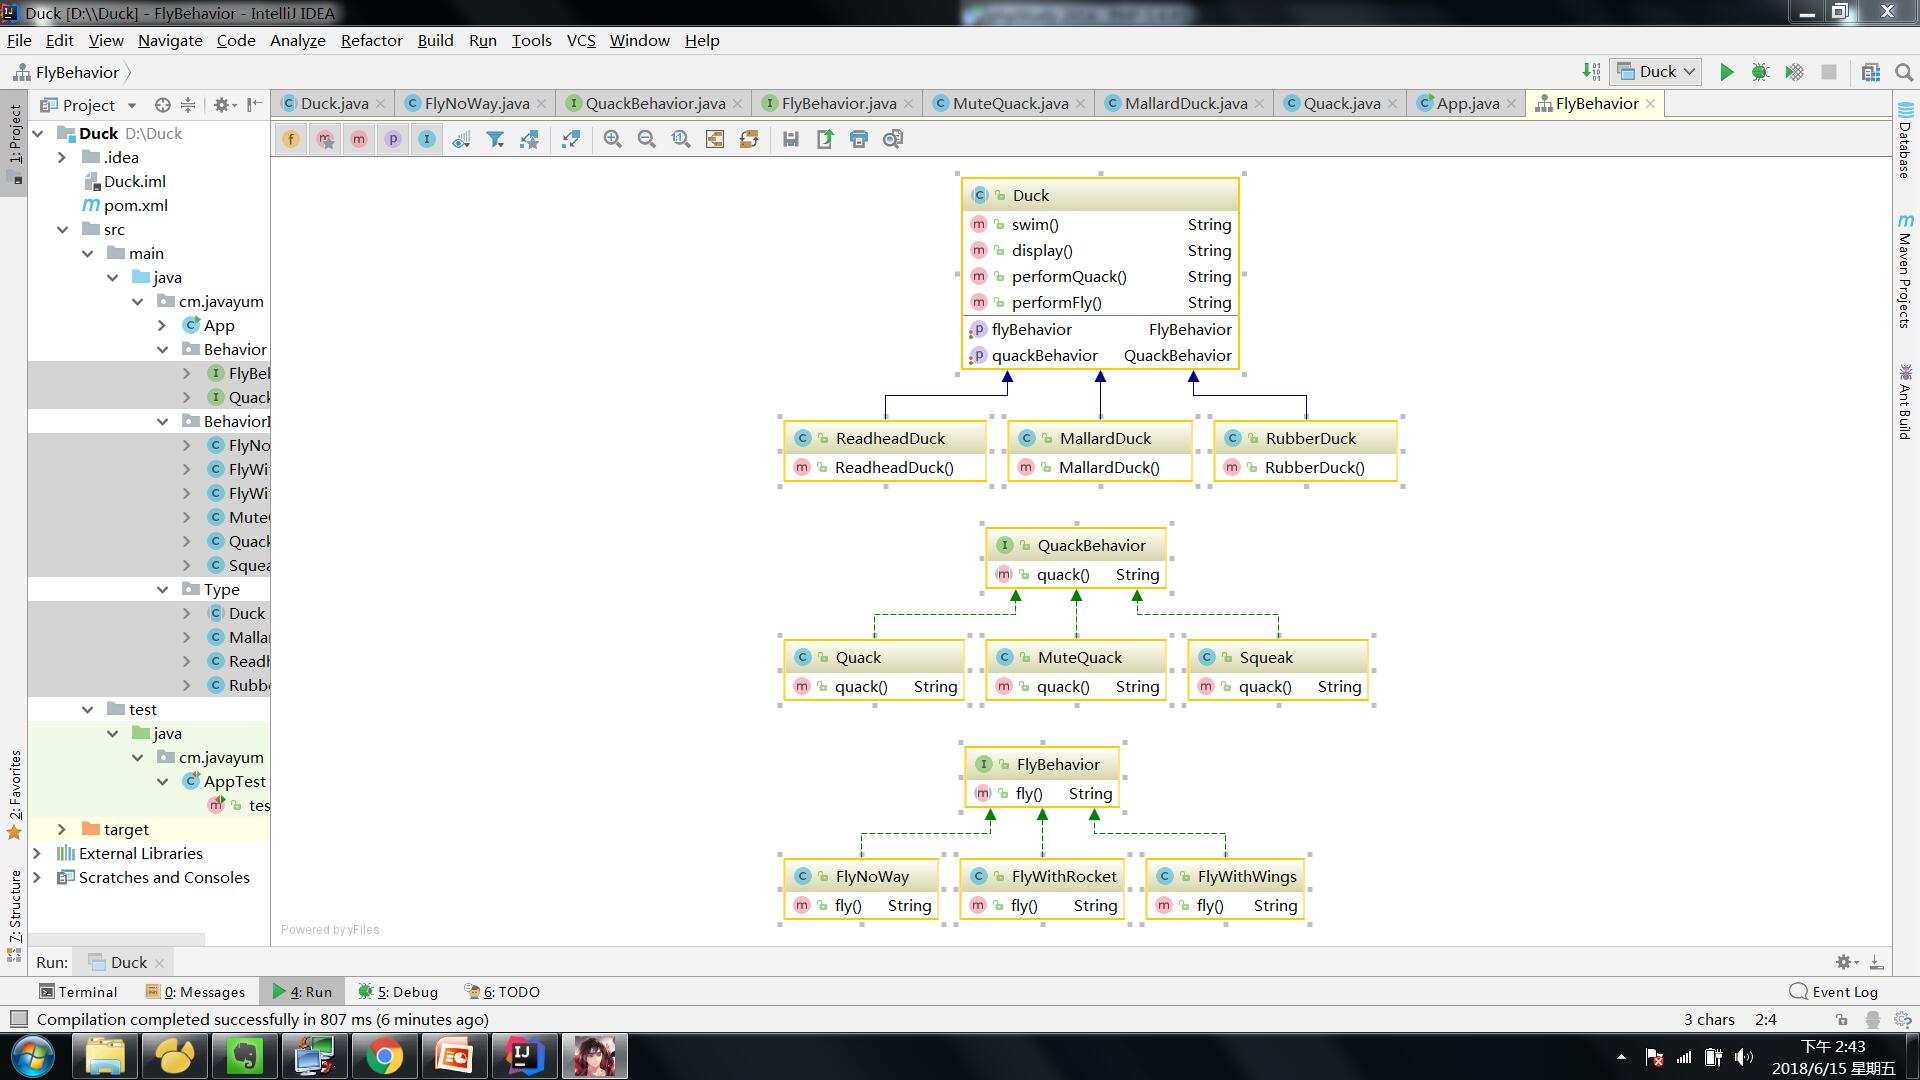 Duck [D:\\Duck] - FlyBehavior - IntelliJ IDEA
File Edit View Navigate Code Analyze Refactor Build Run Tools VCS Window Help
FlyBehavior
Duck
Project
Duck.java FlyNoWay.java QuackBehavior.java FlyBehavior.java MuteQuack.java MallardDuck.java Quack.java App.java FlyBehavior
1: Project
2: Favorites
7: Structure
Duck D:\Duck
.idea
Duck.iml
pom.xml
src
main
java
cm.javayum
App
Behavior
FlyBe
Quack
BehaviorI
FlyNo
FlyWi
FlyWi
Mute
Quack
Squea
Type
Duck
Mallar
Readh
Rubbe
test
java
cm.javayum
AppTest
tes
target
External Libraries
Scratches and Consoles
Duck
swim() String
display() String
performQuack() String
performFly() String
flyBehavior FlyBehavior
quackBehavior QuackBehavior
ReadheadDuck
ReadheadDuck()
MallardDuck
MallardDuck()
RubberDuck
RubberDuck()
QuackBehavior
quack() String
Quack
quack() String
MuteQuack
quack() String
Squeak
quack() String
FlyBehavior
fly() String
FlyNoWay
fly() String
FlyWithRocket
fly() String
FlyWithWings
fly() String
Powered by yFiles
Database
Maven Projects
Ant Build
Run: Duck
Terminal 0: Messages 4: Run 5: Debug 6: TODO Event Log
Compilation completed successfully in 807 ms (6 minutes ago) 3 chars 2:4
下午 2:43
2018/6/15 星期五